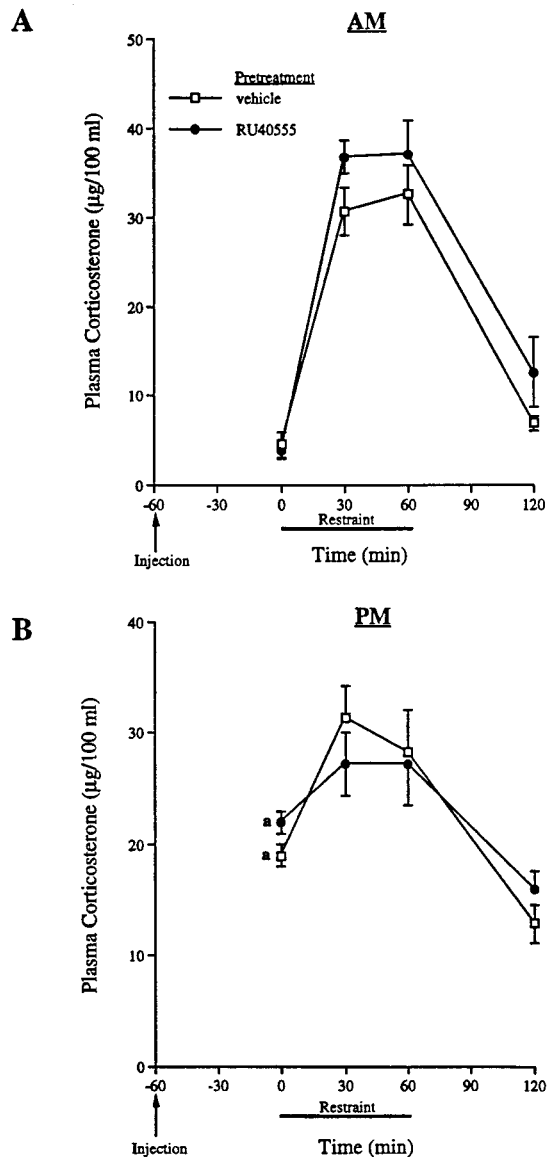 A
AM
50
40
30
20
10
0
Plasma Corticosterone (µg/100 ml)
Pretreatment
vehicle
RU40555
-60
-30
0
30
60
90
120
Restraint
Injection
Time (min)
B
PM
40
30
20
10
0
Plasma Corticosterone (µg/100 ml)
a
a
-60
-30
0
30
60
90
120
Restraint
Injection
Time (min)